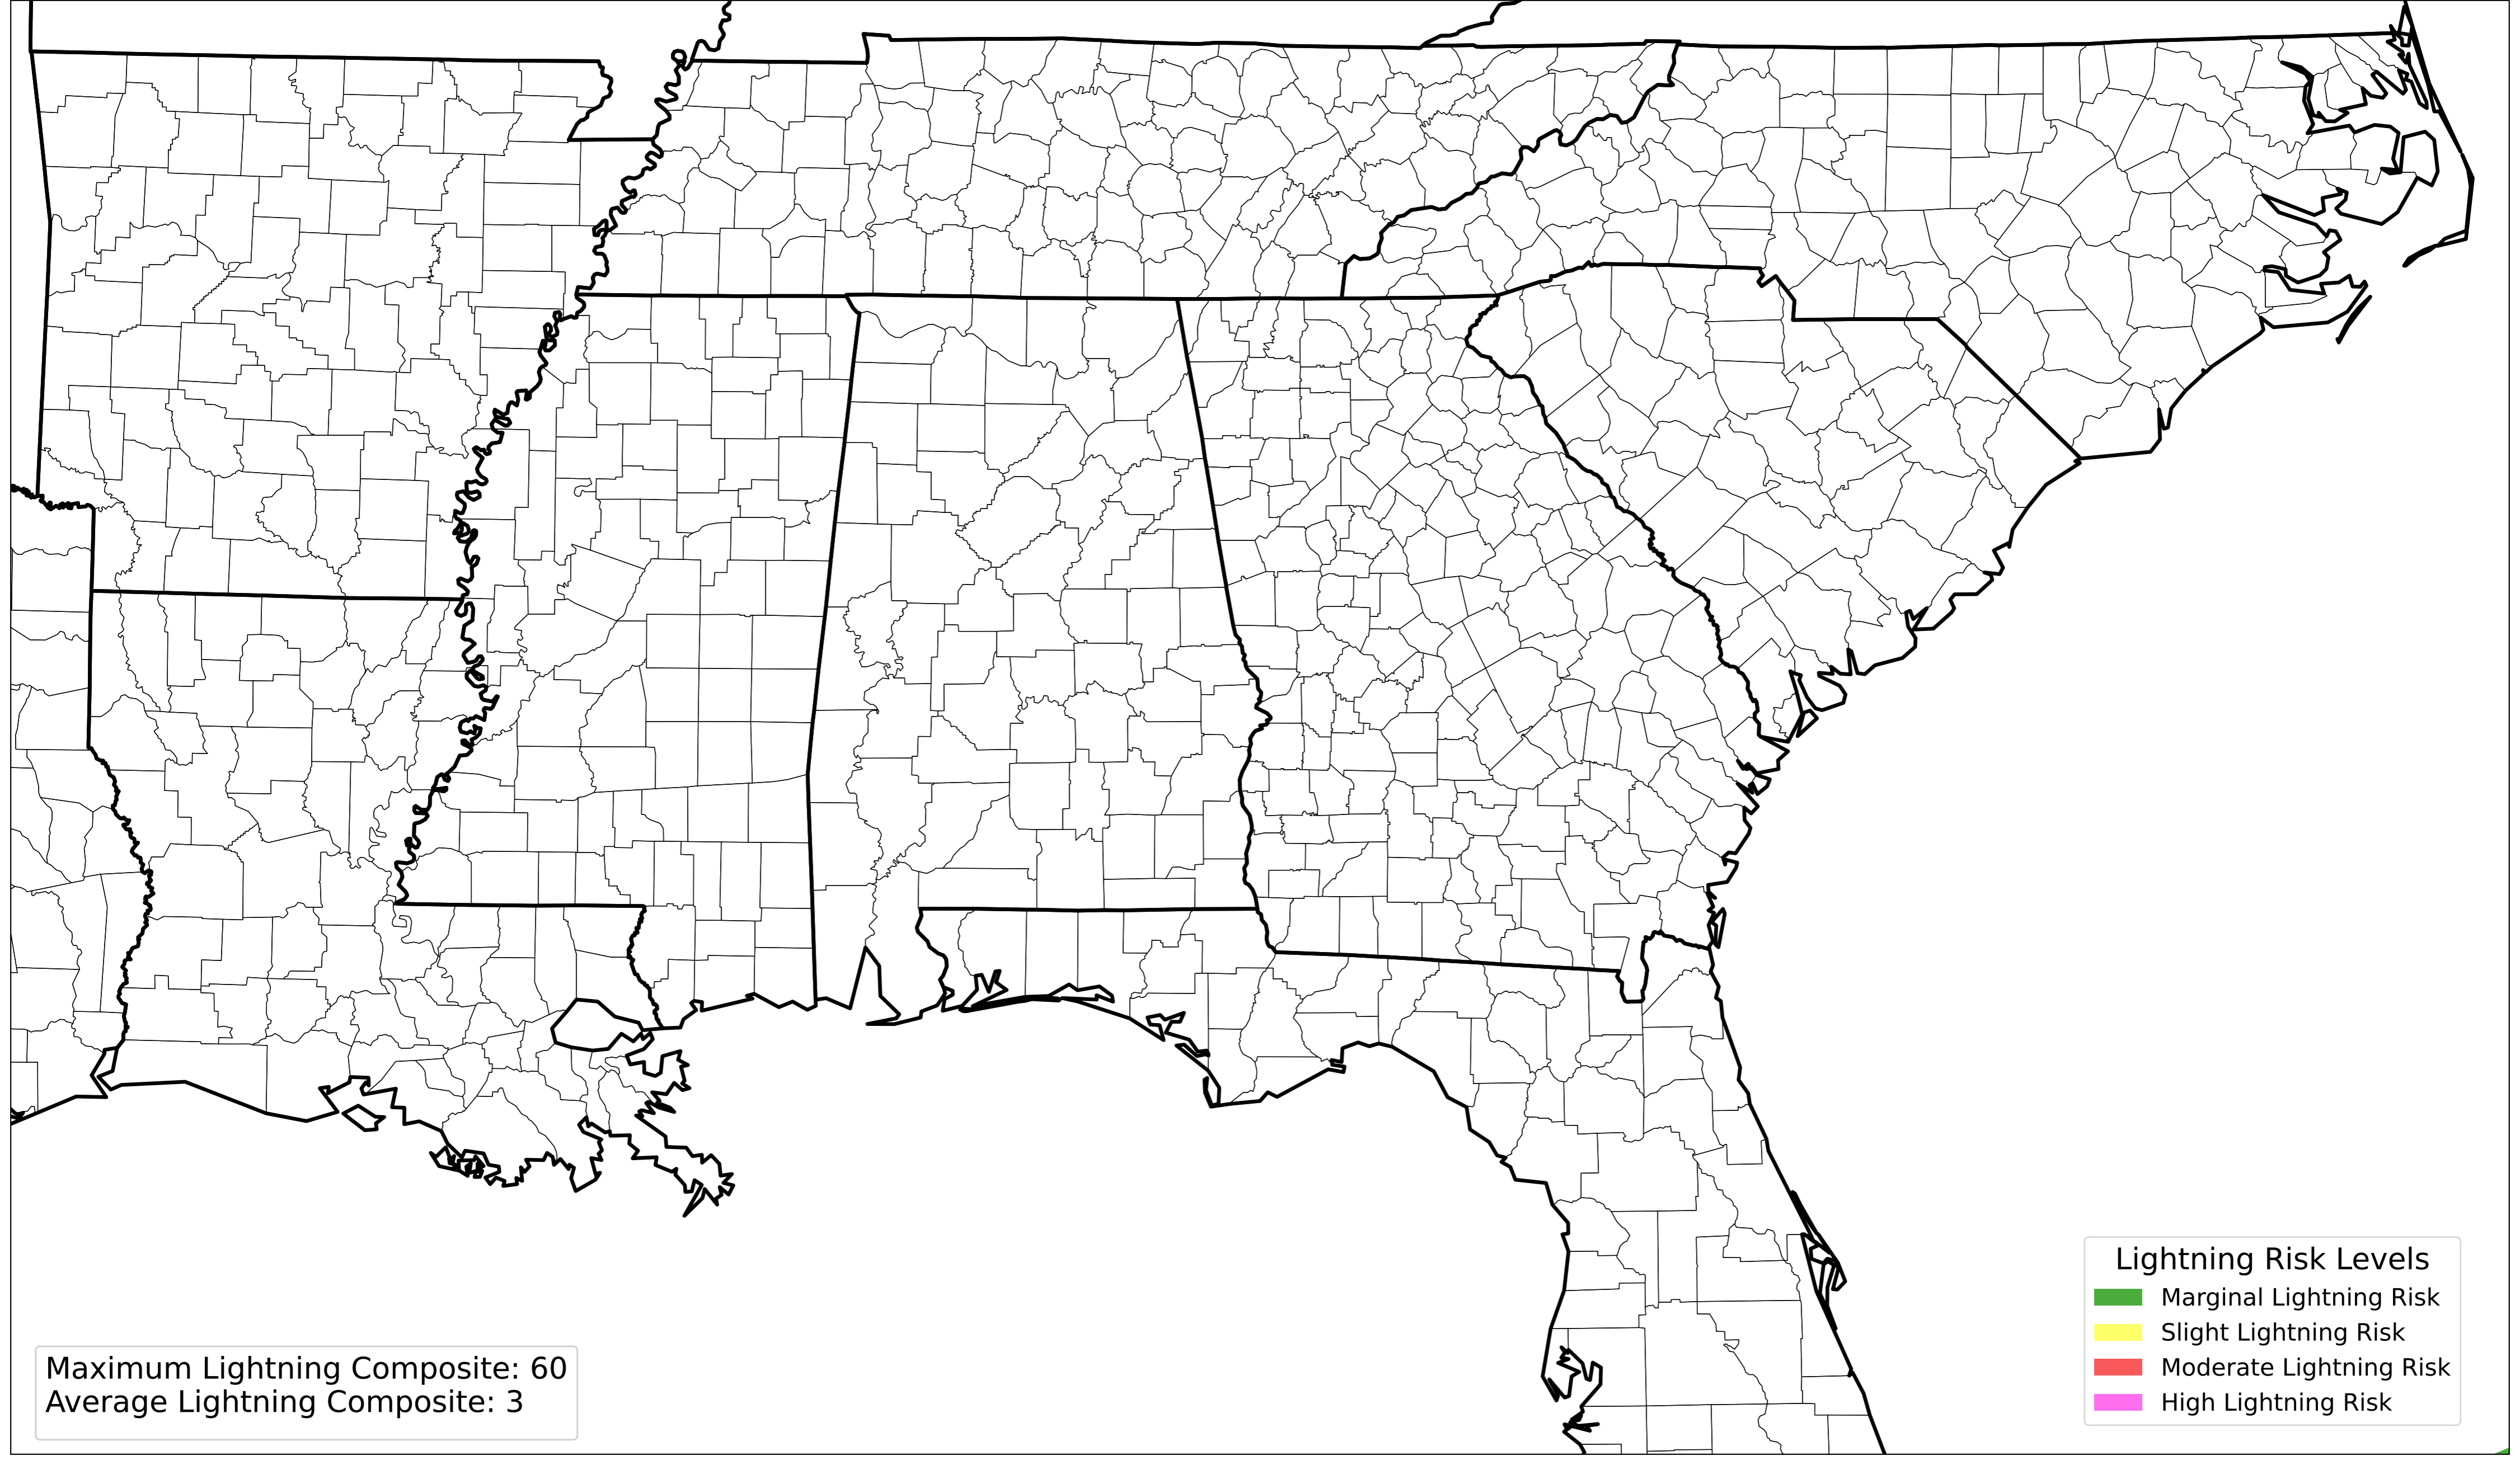 Lightning Risk Levels
Marginal Lightning Risk
Slight Lightning Risk
Moderate Lightning Risk
High Lightning Risk
Maximum Lightning Composite: 60
Average Lightning Composite: 3